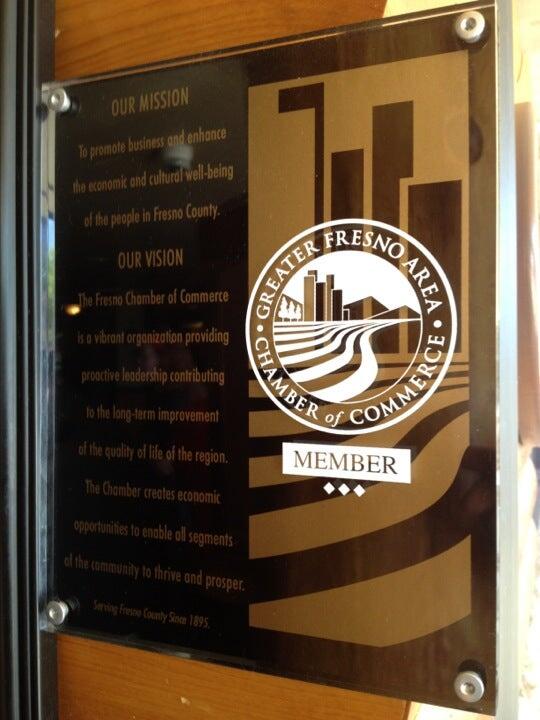 OUR MISSION
To promote business and enhance
the economic and cultural well-being
of the people in Fresno County.
OUR VISION
The Fresno Chamber of Commerce
is a vibrant organization providing
proactive leadership contributing
to the long-term improvement
of the quality of life of the region.
The Chamber creates economic
opportunities to enable all segments
of the community to thrive and prosper.
Serving Fresno County Since 1895.
GREATER FRESNO AREA
CHAMBER of COMMERCE
MEMBER